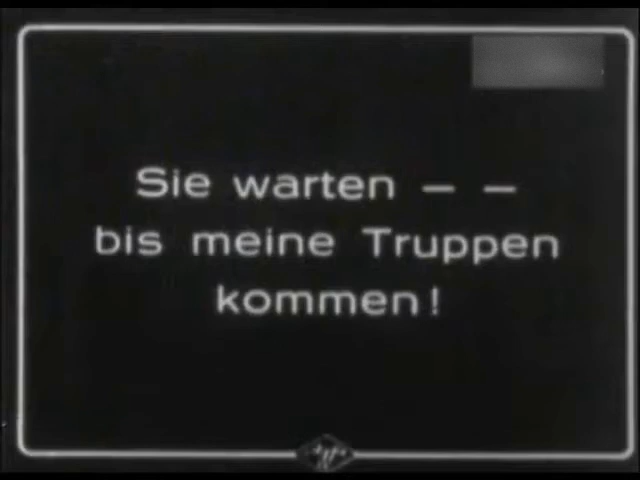 Sie warten – –
bis meine Truppen
kommen!